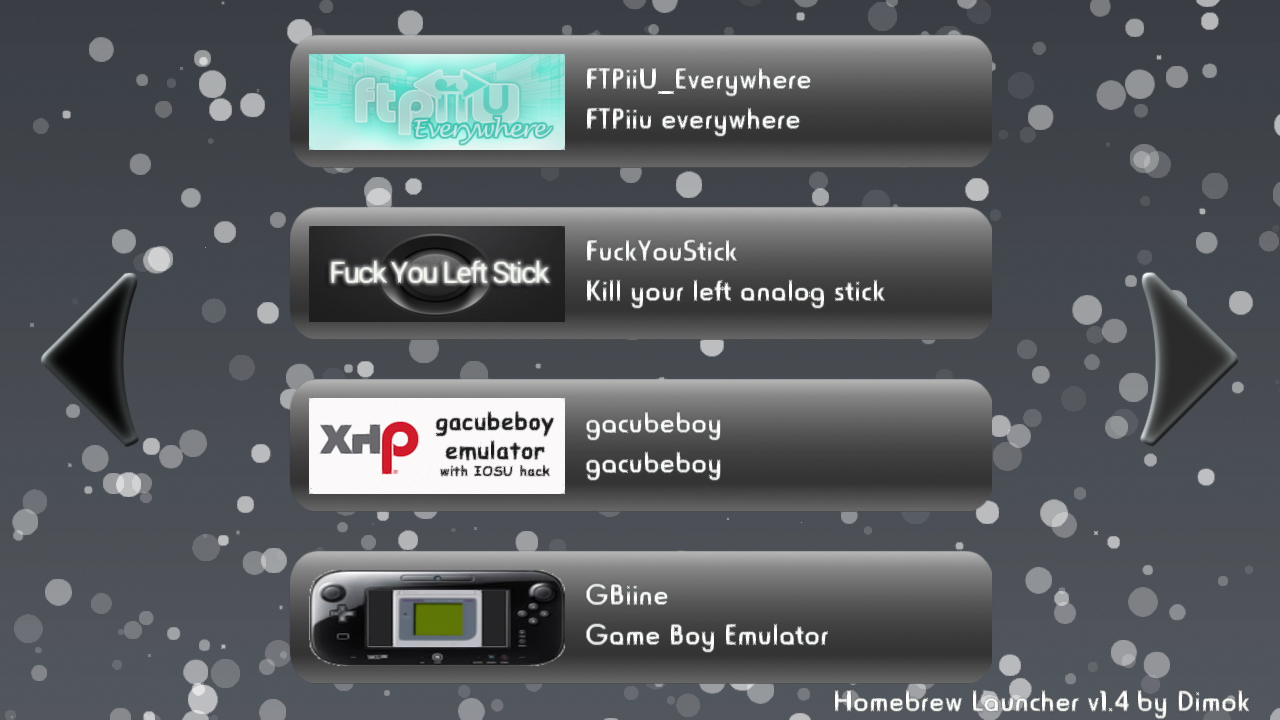 ftpiiU
Everywhere
FTPiiU_Everywhere
FTPiiu everywhere
Fuck You Left Stick
FuckYouStick
Kill your left analog stick
XHP
gacubeboy
emulator
with IOSU hack
gacubeboy
gacubeboy
GBiine
Game Boy Emulator
Homebrew Launcher v1.4 by Dimok